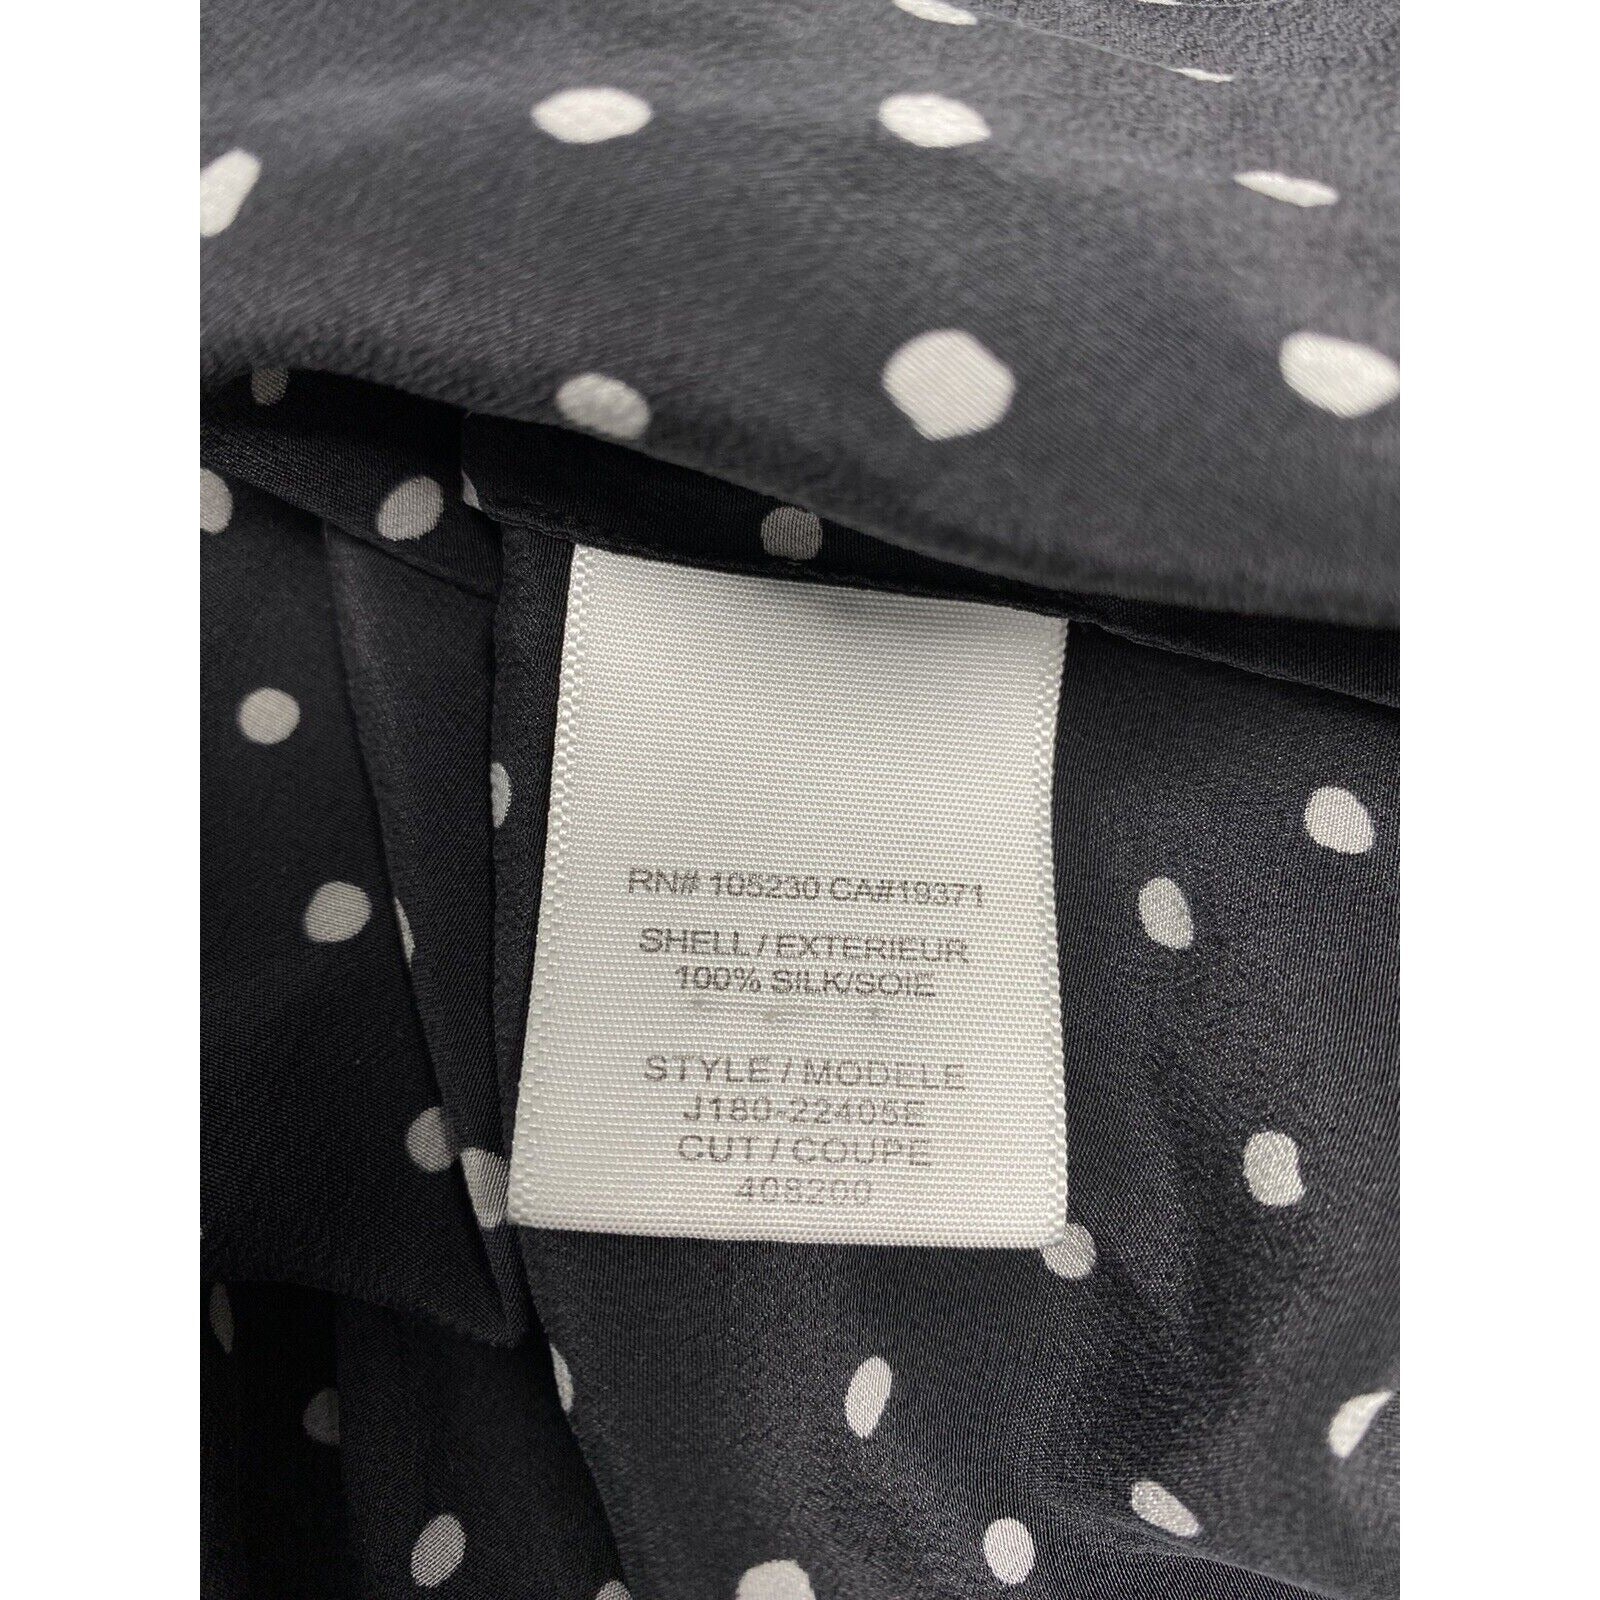 RN# 105230 CA#19371
SHELL / EXTERIEUR
100% SILK/SOIE
STYLE / MODELE
J180-22405E
CUT / COUPE
408200